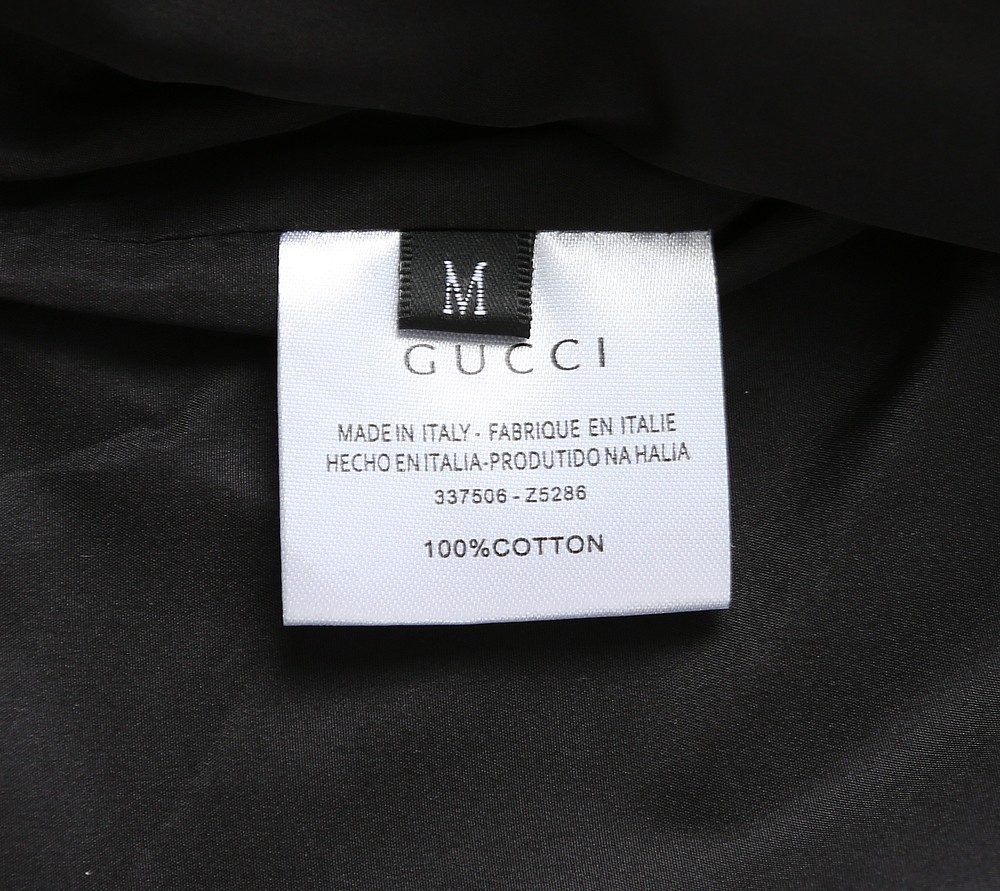 M
GUCCI
MADE IN ITALY - FABRIQUE EN ITALIE
HECHO EN ITALIA-PRODUTIDO NA HALIA
337506 - Z5286
100%COTTON